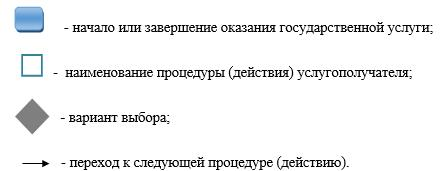 - начало или завершение оказания государственной услуги;
- наименование процедуры (действия) услугополучателя;
- вариант выбора;
- переход к следующей процедуре (действию).